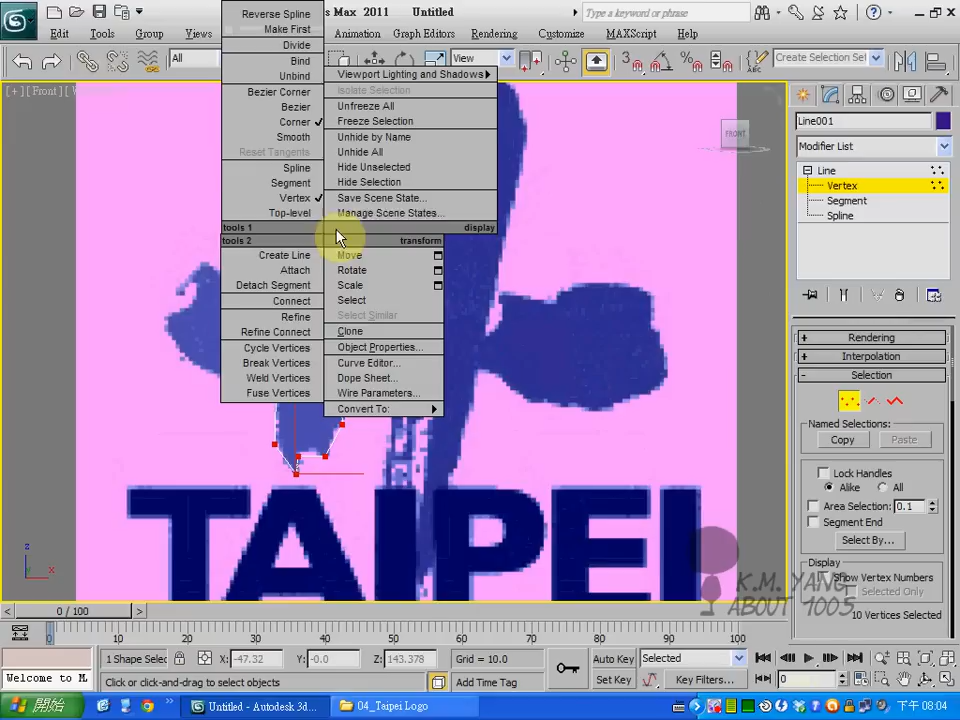 s Max 2011
Untitled
Type a keyword or phrase
Edit
Tools
Group
Views
Animation
Graph Editors
Rendering
Customize
MAXScript
Help
All
View
Create Selection Set
[ + ] [ Front ] [ W
Reverse Spline
Make First
Divide
Bind
Unbind
Bezier Corner
Bezier
Corner
Smooth
Reset Tangents
Spline
Segment
Vertex
Top-level
tools 1
Viewport Lighting and Shadows
Isolate Selection
Unfreeze All
Freeze Selection
Unhide by Name
Unhide All
Hide Unselected
Hide Selection
Save Scene State...
Manage Scene States...
display
tools 2
transform
Create Line
Attach
Detach Segment
Connect
Refine
Refine Connect
Cycle Vertices
Break Vertices
Weld Vertices
Fuse Vertices
Move
Rotate
Scale
Select
Select Similar
Clone
Object Properties...
Curve Editor...
Dope Sheet...
Wire Parameters...
Convert To:
FRONT
TAIPEI
z
x
Line001
Modifier List
Line
Vertex
Segment
Spline
+ Rendering
+ Interpolation
- Selection
Named Selections:
Copy
Paste
Lock Handles
Alike
All
Area Selection: 0.1
Segment End
Select By...
Display
Show Vertex Numbers
Selected Only
10 Vertices Selected
K.M. YANG
ABOUT 1005
< 0 / 100 >
0 10 20 30 40 50 60 70 80 90 100
1 Shape Selec
X: -47.32
Y: -0.0
Z: 143.378
Grid = 10.0
Auto Key
Selected
Welcome to M
Click or click-and-drag to select objects
Add Time Tag
Set Key
Key Filters...
0
開始
Untitled - Autodesk 3d...
04_Taipei Logo
下午 08:04